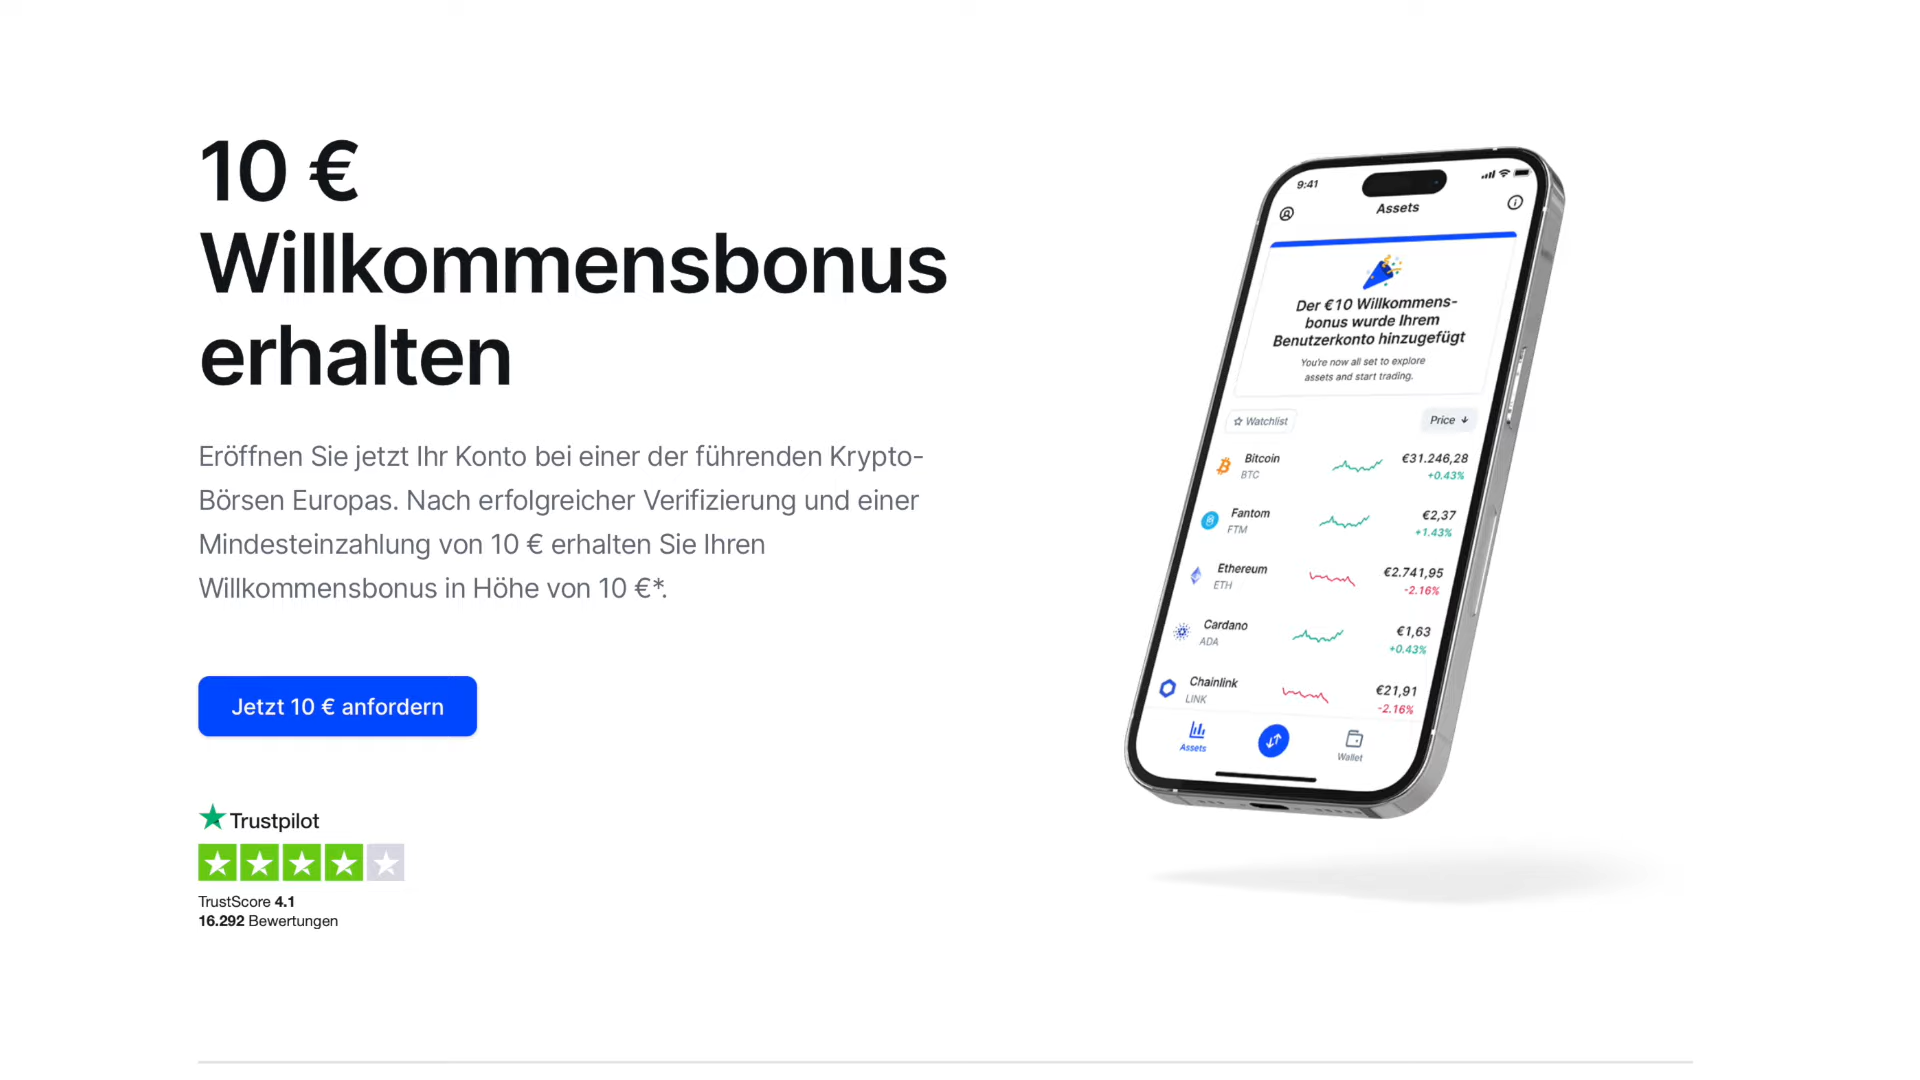 10 €
Willkommensbonus
erhalten
Eröffnen Sie jetzt Ihr Konto bei einer der führenden Krypto-
Börsen Europas. Nach erfolgreicher Verifizierung und einer
Mindesteinzahlung von 10 € erhalten Sie Ihren
Willkommensbonus in Höhe von 10 €*.
Jetzt 10 € anfordern
Trustpilot
TrustScore 4.1
16.292 Bewertungen
9:41
Assets
Der €10 Willkommens-
bonus wurde Ihrem
Benutzerkonto hinzugefügt
You're now all set to explore
assets and start trading.
Watchlist
Price ↓
Bitcoin €31.246,28
BTC +0.43%
Fantom €2,37
FTM +1.43%
Ethereum €2.741,95
ETH -2.16%
Cardano €1,63
ADA +0.43%
Chainlink €21,91
LINK -2.16%
Assets
Wallet